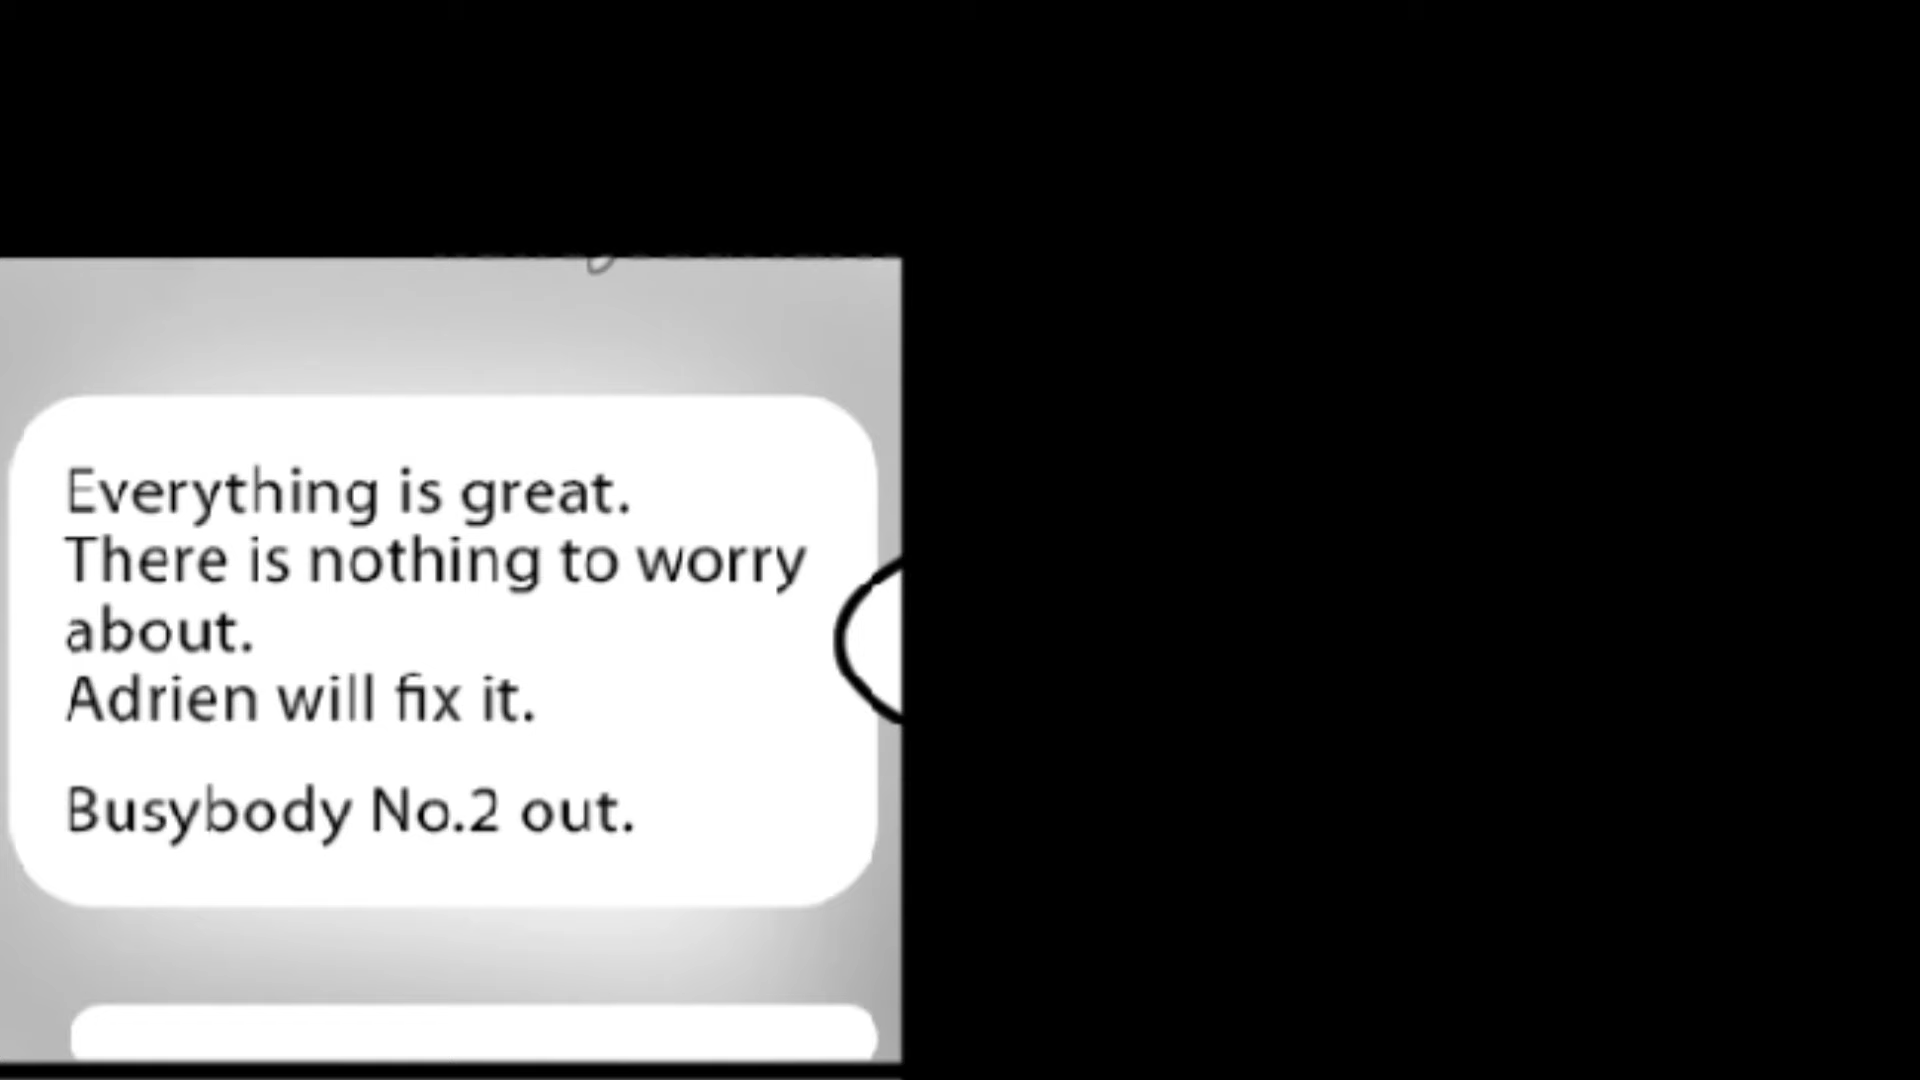 Everything is great.
There is nothing to worry
about.
Adrien will fix it.
Busybody No.2 out.